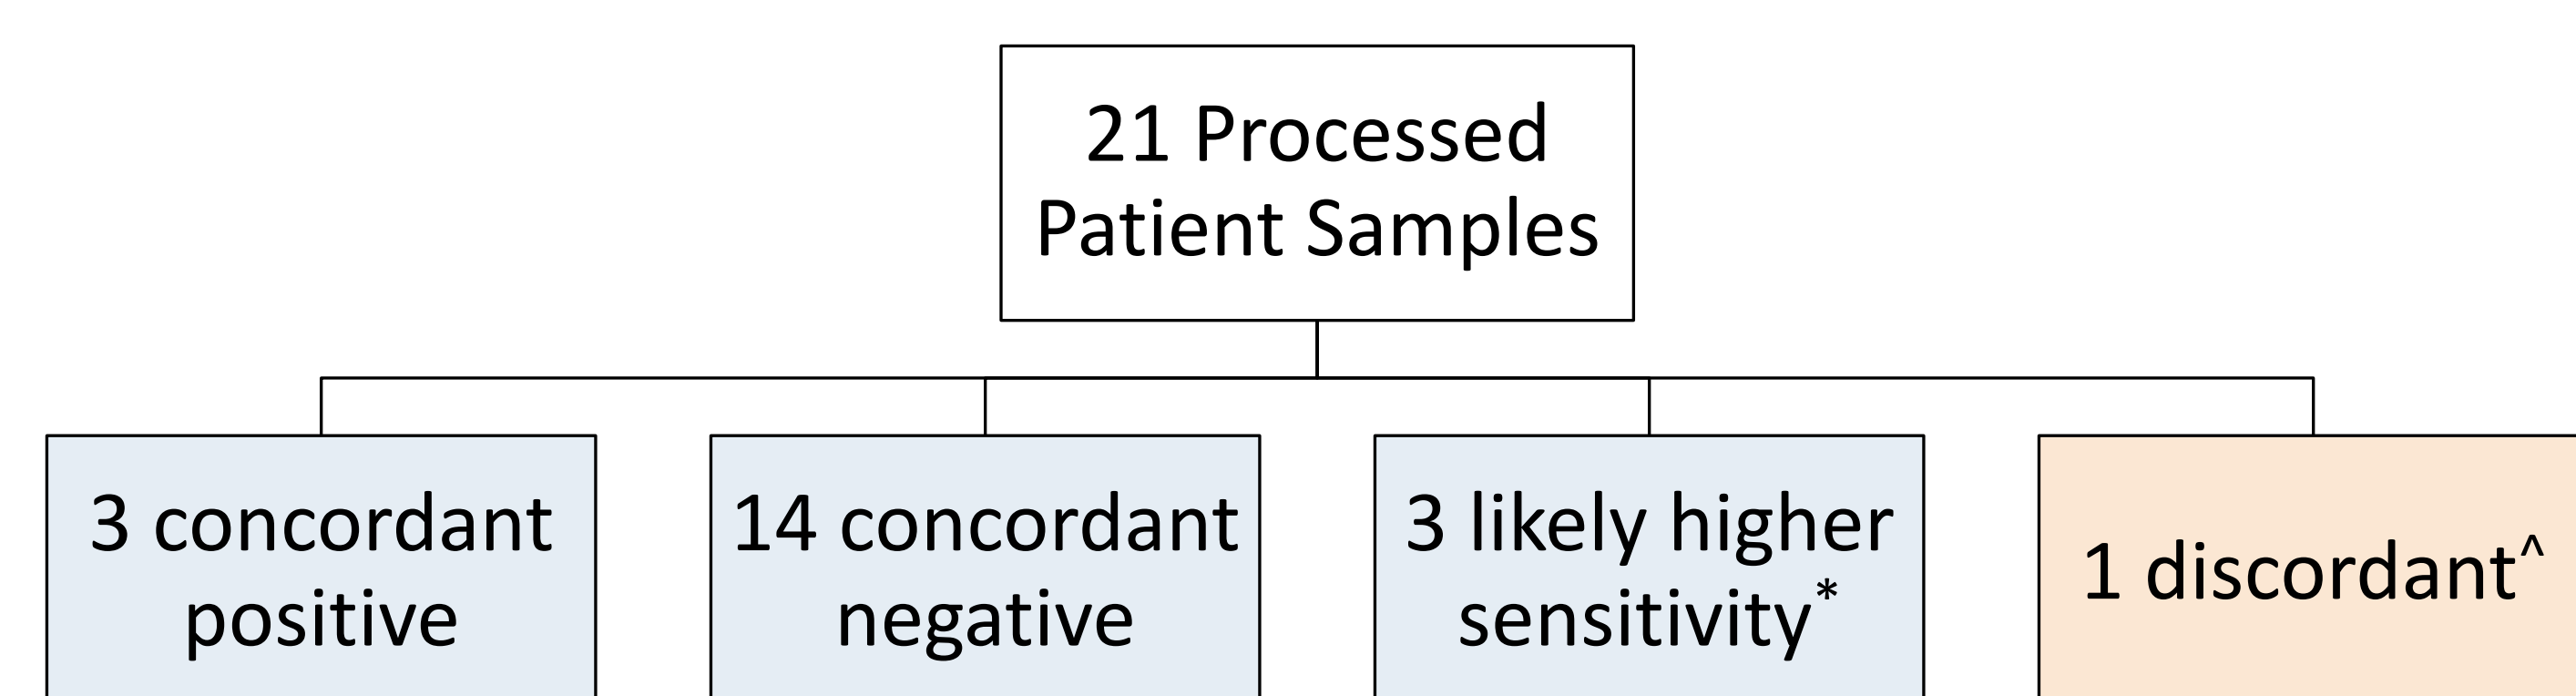 21 Processed
Patient Samples
3 concordant
positive
14 concordant
negative
3 likely higher
sensitivity*
1 discordant^